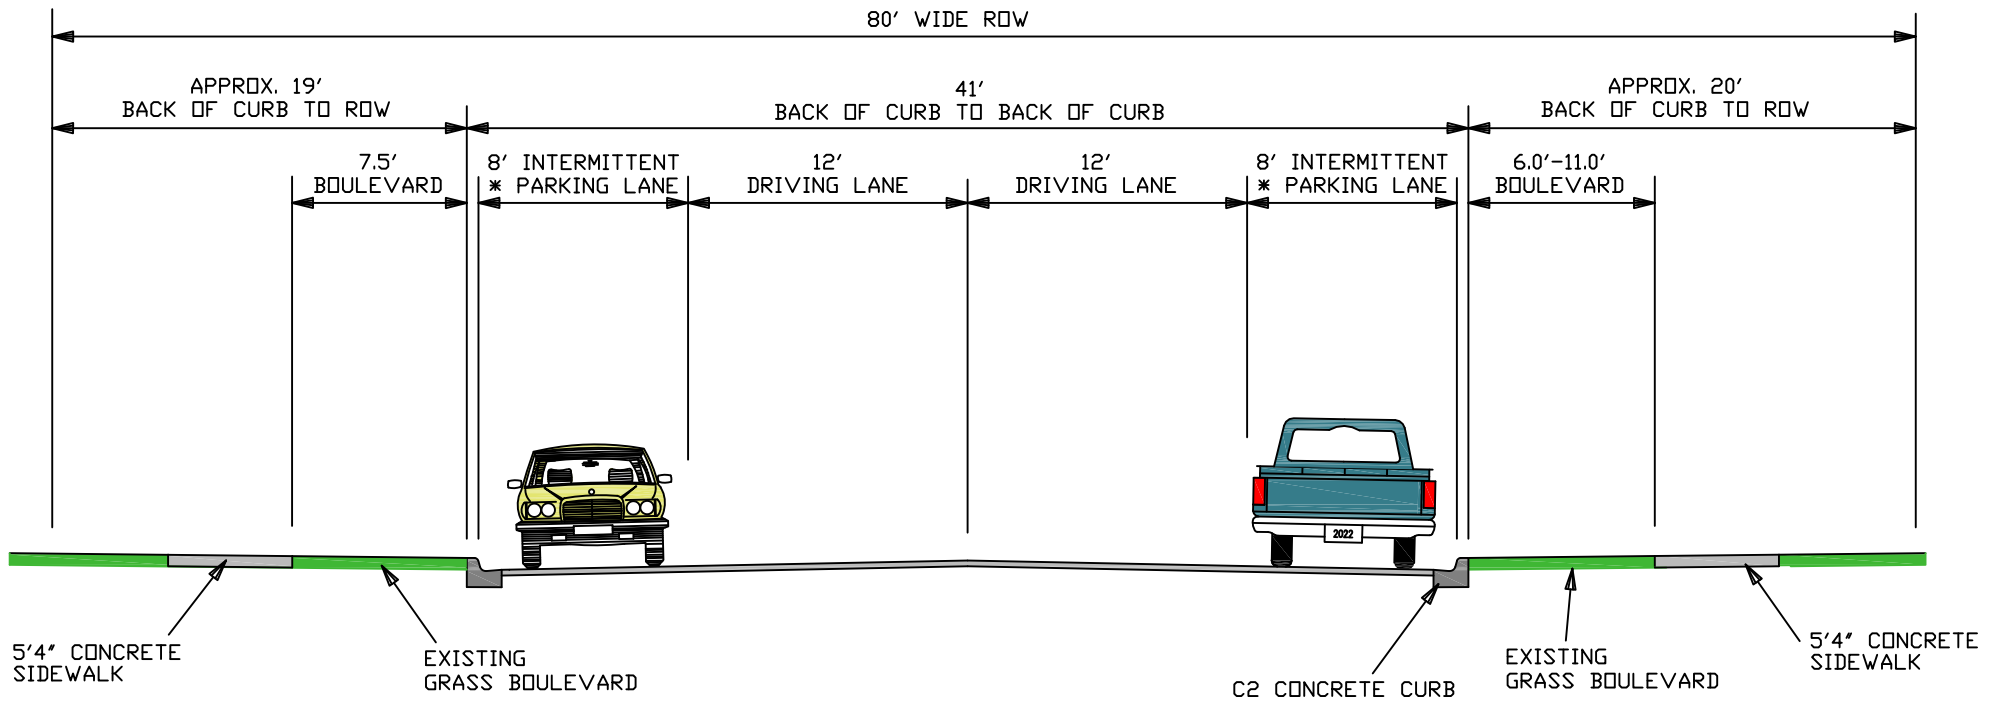 80' WIDE ROW
APPROX. 19'
BACK OF CURB TO ROW
41'
BACK OF CURB TO BACK OF CURB
APPROX. 20'
BACK OF CURB TO ROW
7.5'
BOULEVARD
8' INTERMITTENT
* PARKING LANE
12'
DRIVING LANE
12'
DRIVING LANE
8' INTERMITTENT
* PARKING LANE
6.0'-11.0'
BOULEVARD
2022
5'4" CONCRETE
SIDEWALK
EXISTING
GRASS BOULEVARD
C2 CONCRETE CURB
EXISTING
GRASS BOULEVARD
5'4" CONCRETE
SIDEWALK